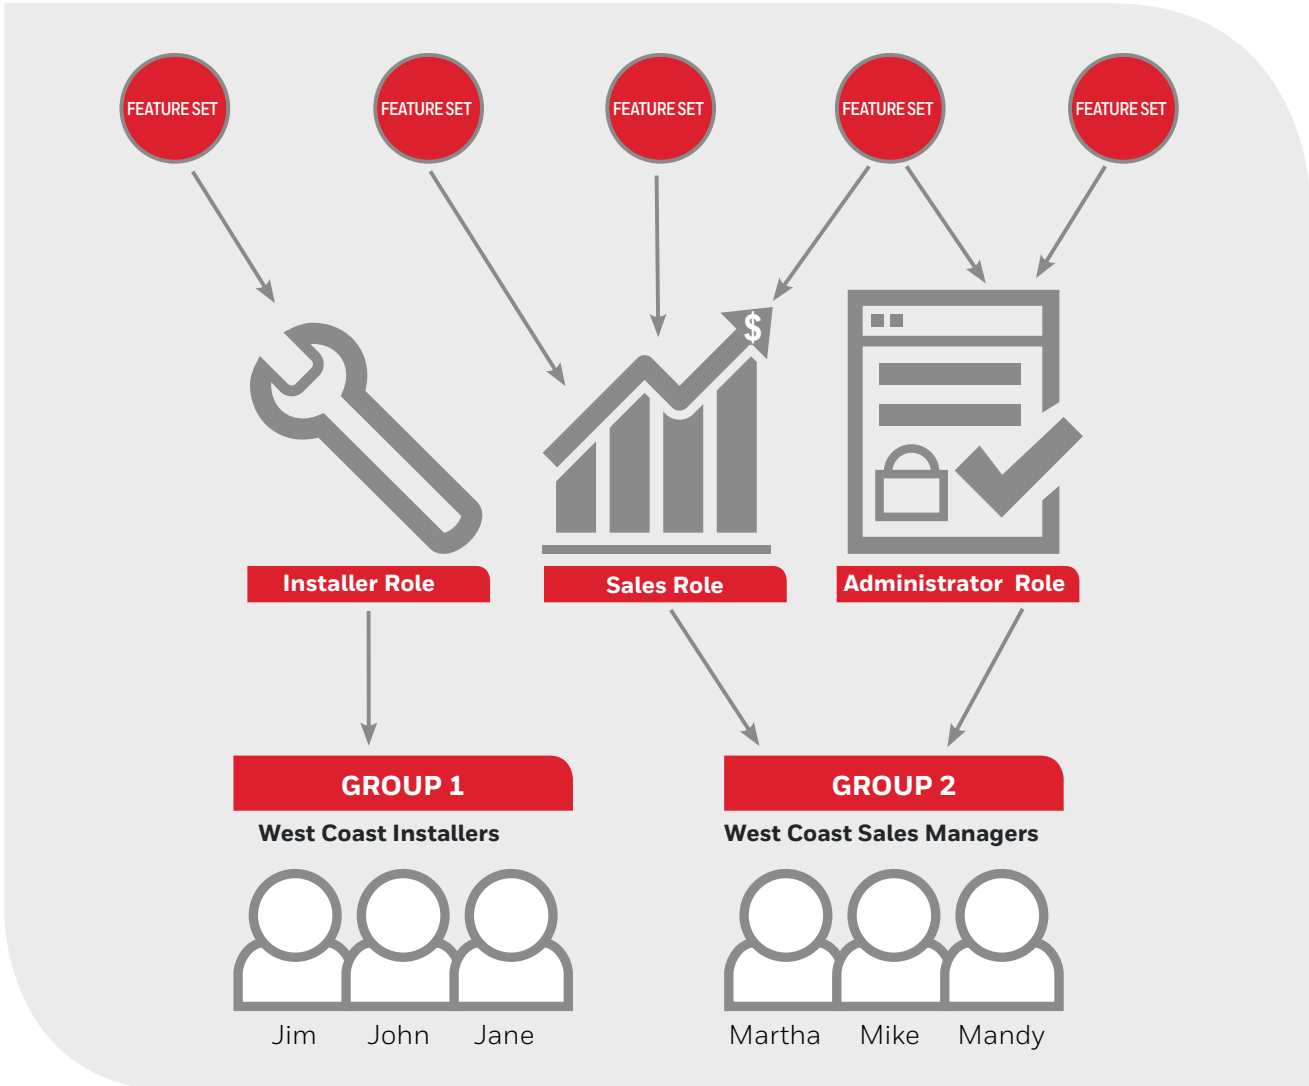 FEATURE SET
FEATURE SET
FEATURE SET
FEATURE SET
FEATURE SET
$
Installer Role
Sales Role
Administrator Role
GROUP 1
West Coast Installers
Jim
John
Jane
GROUP 2
West Coast Sales Managers
Martha
Mike
Mandy